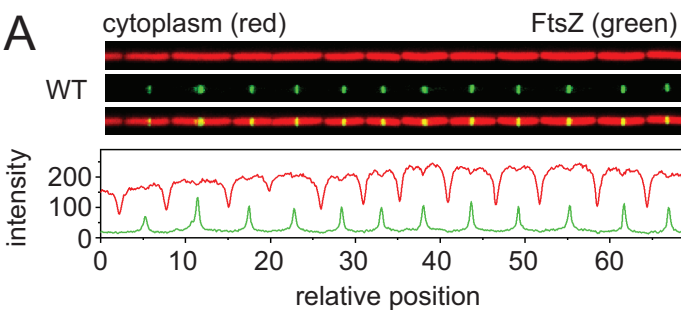 A
cytoplasm (red) FtsZ (green)
WT
intensity
200
100
0
0 10 20 30 40 50 60
relative position